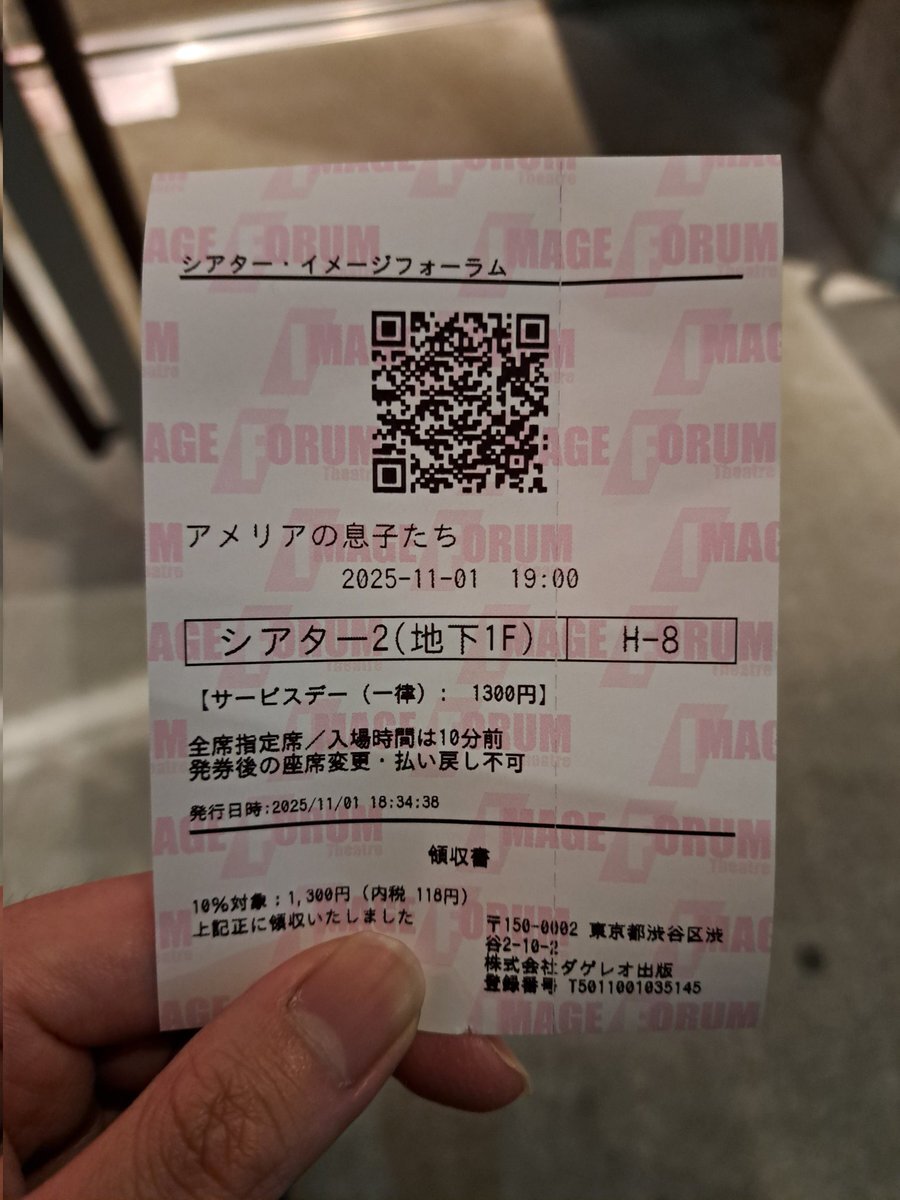 シアター・イメージフォーラム
アメリアの息子たち
2025-11-01 19:00
シアター2(地下1F) H-8
【サービスデー（一律）: 1300円】
全席指定席／入場時間は10分前
発券後の座席変更・払い戻し不可
発行日時:2025/11/01 18:34:38
領収書
10%対象:1,300円 (内税 118円)
上記正に領収いたしました
〒150-0002 東京都渋谷区渋
谷2-10-2
株式会社ダゲレオ出版
登録番号 T5011001035145
IMAGE FORUM Theatre